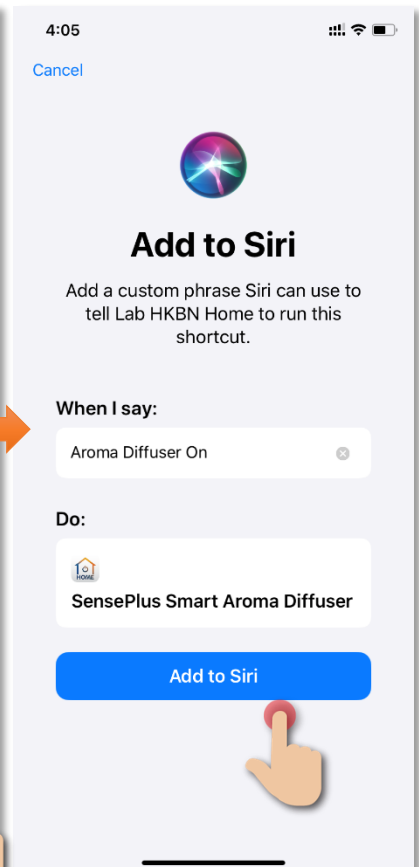 4:05
Cancel
Add to Siri
Add a custom phrase Siri can use to
tell Lab HKBN Home to run this
shortcut.
When I say:
Aroma Diffuser On
Do:
HOME
SensePlus Smart Aroma Diffuser
Add to Siri